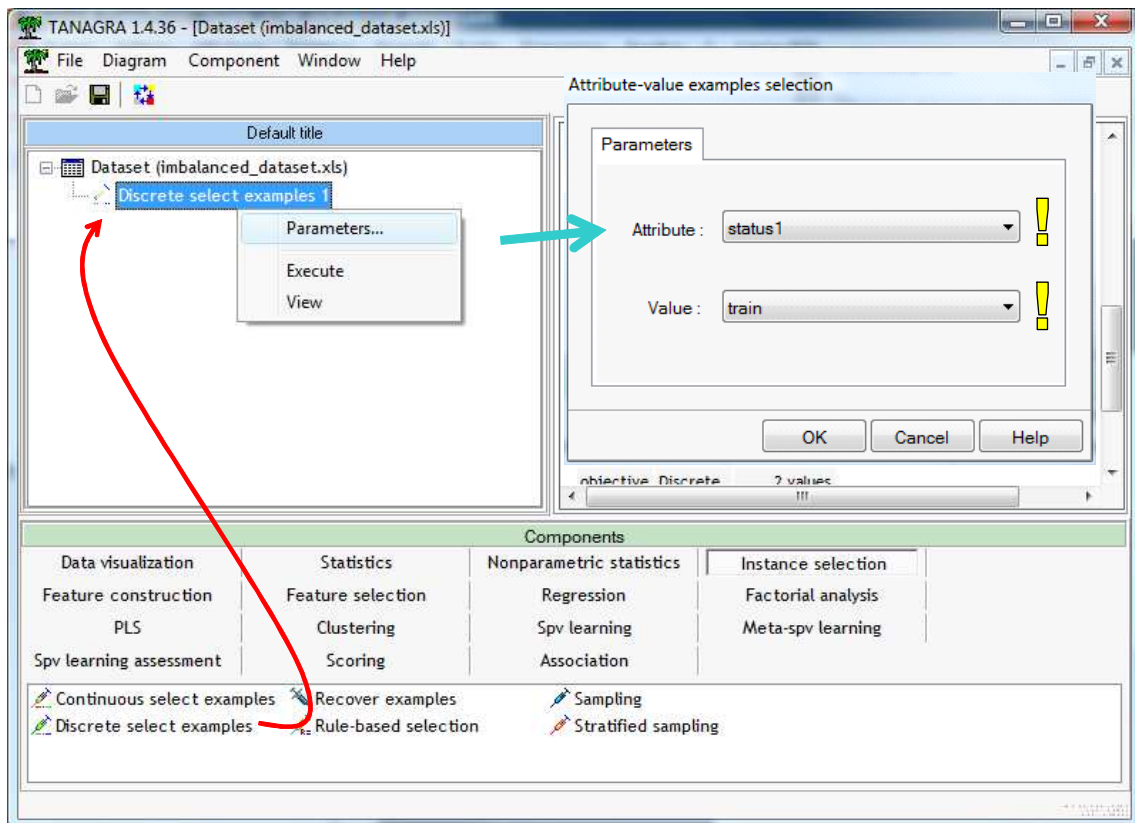 TANAGRA 1.4.36 - [Dataset (imbalanced_dataset.xls)]
File Diagram Component Window Help
Default title
Dataset (imbalanced_dataset.xls)
Discrete select examples 1
Parameters...
Execute
View
Attribute-value examples selection
Parameters
Attribute : status1
Value : train
OK Cancel Help
objective Discrete 2 values
Components
Data visualization Statistics Nonparametric statistics Instance selection
Feature construction Feature selection Regression Factorial analysis
PLS Clustering Spv learning Meta-spv learning
Spv learning assessment Scoring Association
Continuous select examples Recover examples Sampling
Discrete select examples Rule-based selection Stratified sampling